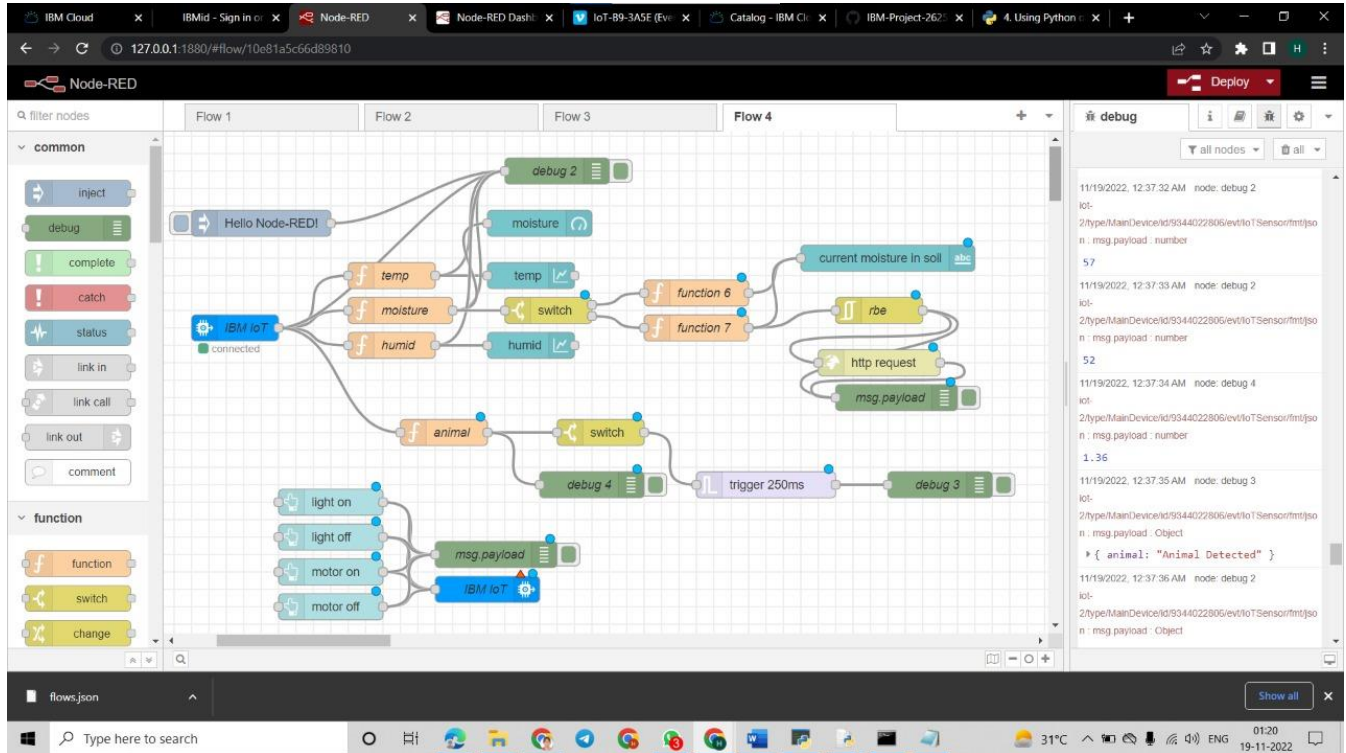 IBM Cloud
IBMid - Sign in or
Node-RED
Node-RED Dashb
IoT-B9-3A5E (Eve
Catalog - IBM Clo
IBM-Project-2625
4. Using Python
127.0.0.1:1880/#flow/10e81a5c66d89810
H
Node-RED
Deploy
filter nodes
Flow 1
Flow 2
Flow 3
Flow 4
debug
i
all nodes
all
common
inject
debug
complete
catch
status
link in
link call
link out
comment
function
function
switch
change
debug 2
Hello Node-RED!
moisture
current moisture in soil
abc
temp
temp
function 6
moisture
switch
rbe
IBM IoT
function 7
connected
humid
humid
http request
msg.payload
animal
switch
debug 4
trigger 250ms
debug 3
light on
light off
msg.payload
motor on
IBM IoT
motor off
11/19/2022, 12:37:32 AM node: debug 2
iot-
2/type/MainDevice/id/9344022806/evt/IoTSensor/fmt/jso
n : msg.payload : number
57
11/19/2022, 12:37:33 AM node: debug 2
iot-
2/type/MainDevice/id/9344022806/evt/IoTSensor/fmt/jso
n : msg.payload : number
52
11/19/2022, 12:37:34 AM node: debug 4
iot-
2/type/MainDevice/id/9344022806/evt/IoTSensor/fmt/jso
n : msg.payload : number
1.36
11/19/2022, 12:37:35 AM node: debug 3
iot-
2/type/MainDevice/id/9344022806/evt/IoTSensor/fmt/jso
n : msg.payload : Object
{ animal: "Animal Detected" }
11/19/2022, 12:37:36 AM node: debug 2
iot-
2/type/MainDevice/id/9344022806/evt/IoTSensor/fmt/jso
n : msg.payload : Object
flows.json
Show all
Type here to search
31°C
ENG
01:20
19-11-2022